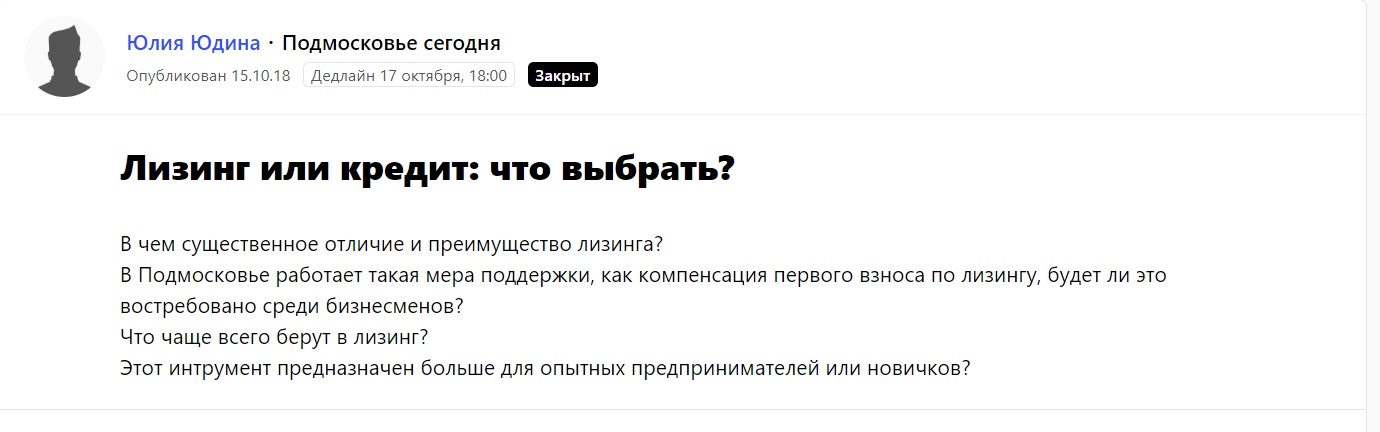 Юлия Юдина · Подмосковье сегодня
Опубликован 15.10.18 Дедлайн 17 октября, 18:00 Закрыт
Лизинг или кредит: что выбрать?
В чем существенное отличие и преимущество лизинга?
В Подмосковье работает такая мера поддержки, как компенсация первого взноса по лизингу, будет ли это
востребовано среди бизнесменов?
Что чаще всего берут в лизинг?
Этот интрумент предназначен больше для опытных предпринимателей или новичков?